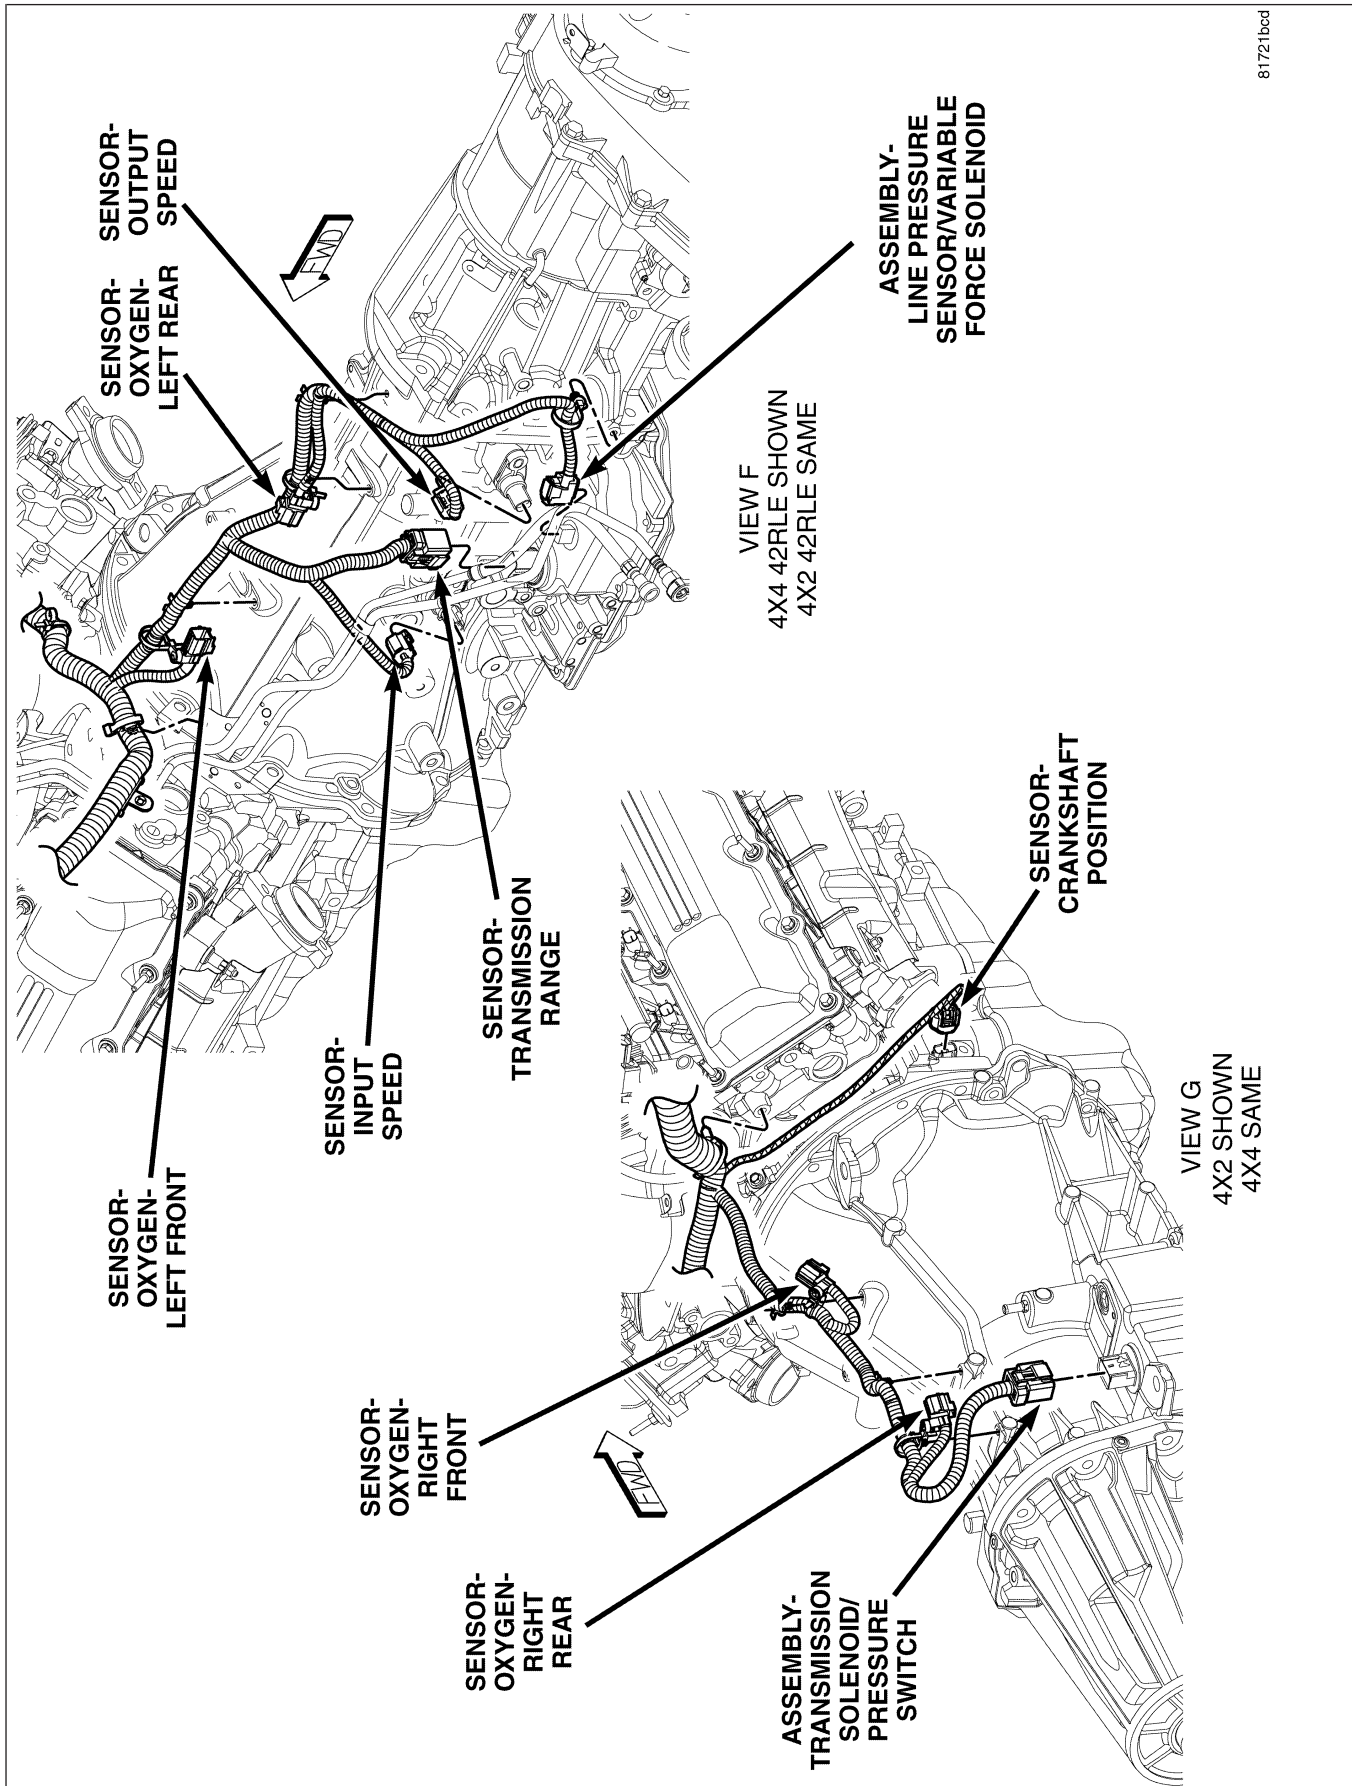 SENSOR-
OXYGEN-
LEFT FRONT
SENSOR-
INPUT
SPEED
SENSOR-
TRANSMISSION
RANGE
SENSOR-
OXYGEN-
LEFT REAR
SENSOR-
OUTPUT
SPEED
FWD
ASSEMBLY-
LINE PRESSURE
SENSOR/VARIABLE
FORCE SOLENOID
VIEW F
4X4 42RLE SHOWN
4X2 42RLE SAME
SENSOR-
OXYGEN-
RIGHT
FRONT
SENSOR-
OXYGEN-
RIGHT
REAR
FWD
ASSEMBLY-
TRANSMISSION
SOLENOID/
PRESSURE
SWITCH
SENSOR-
CRANKSHAFT
POSITION
VIEW G
4X2 SHOWN
4X4 SAME
81721bcd